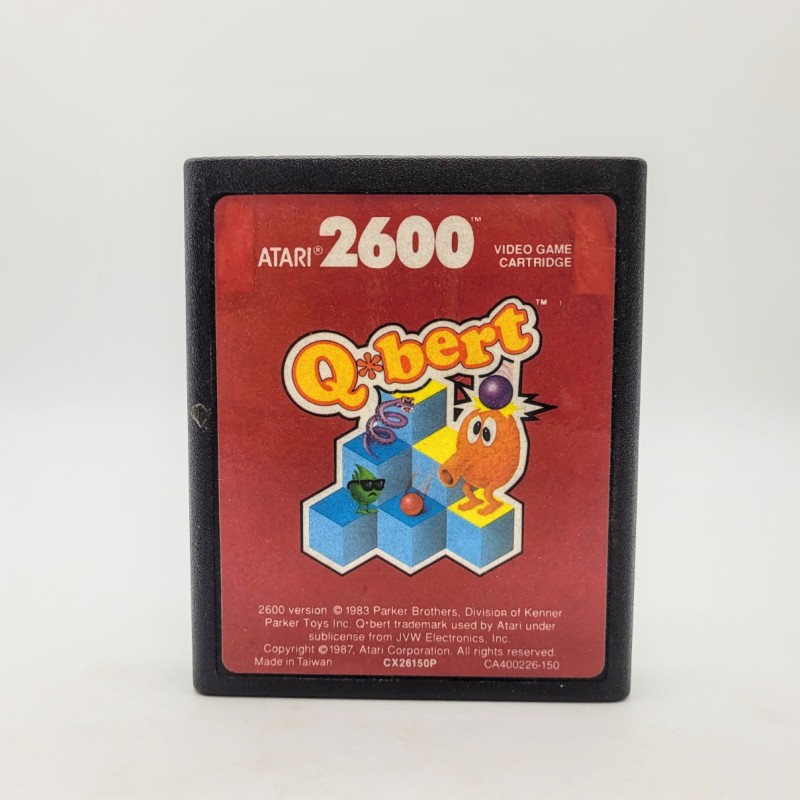 ATARI® 2600™ VIDEO GAME
CARTRIDGE
Q*bert™
2600 version ©1983 Parker Brothers, Division of Kenner
Parker Toys Inc. Q*bert trademark used by Atari under
sublicense from JVW Electronics, Inc.
Copyright ©1987, Atari Corporation. All rights reserved.
Made in Taiwan CX26150P CA400226-150